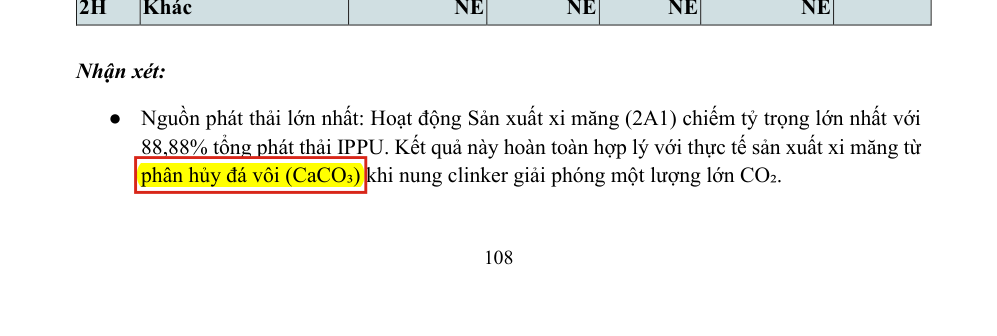 2H Khác NE NE NE NE
Nhận xét:
● Nguồn phát thải lớn nhất: Hoạt động Sản xuất xi măng (2A1) chiếm tỷ trọng lớn nhất với
88,88% tổng phát thải IPPU. Kết quả này hoàn toàn hợp lý với thực tế sản xuất xi măng từ
phân hủy đá vôi (CaCO₃) khi nung clinker giải phóng một lượng lớn CO₂.
108